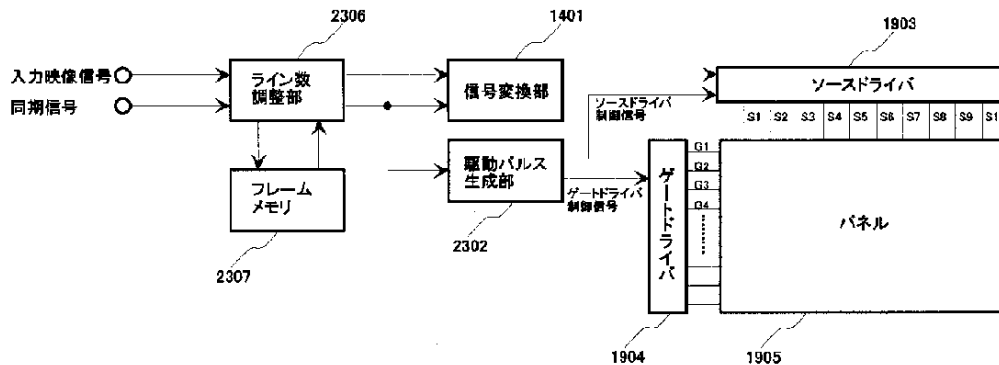 2306
1401
1903
入力映像信号
同期信号
ライン数
調整部
信号変換部
ソースドライバ
ソースドライバ
制御信号
S1 S2 S3 S4 S5 S6 S7 S8 S9 S1
フレーム
メモリ
駆動パルス
生成部
ゲートドライバ
制御信号
ゲートドライバ
G1
G2
G3
G4
パネル
2307
2302
1904
1905